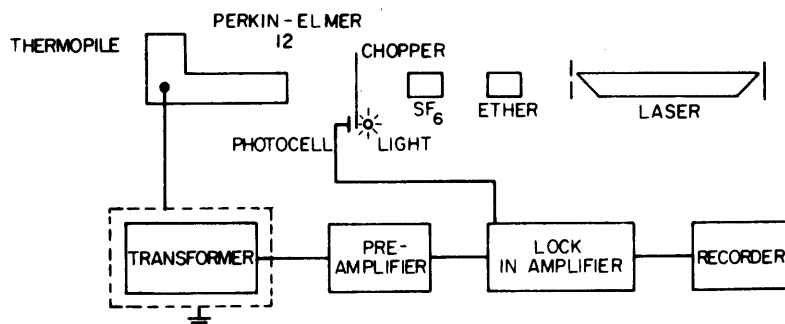 PERKIN-ELMER
12
THERMOPILE
CHOPPER
SF6
ETHER
LASER
PHOTOCELL
LIGHT
TRANSFORMER
PRE-
AMPLIFIER
LOCK
IN AMPLIFIER
RECORDER